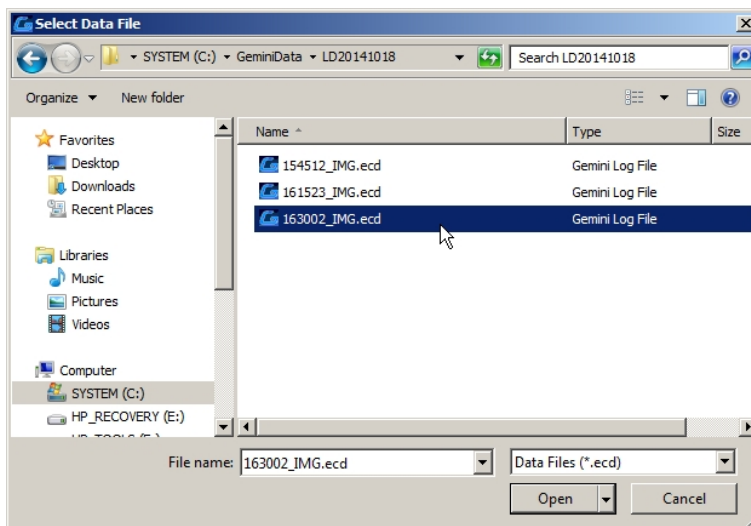 Select Data File
SYSTEM (C:) GeminiData LD20141018 Search LD20141018
Organize New folder
Name Type Size
Favorites
Desktop
Downloads
Recent Places
Libraries
Music
Pictures
Videos
Computer
SYSTEM (C:)
HP_RECOVERY (E:)
154512_IMG.ecd Gemini Log File
161523_IMG.ecd Gemini Log File
163002_IMG.ecd Gemini Log File
File name: 163002_IMG.ecd Data Files (*.ecd)
Open Cancel